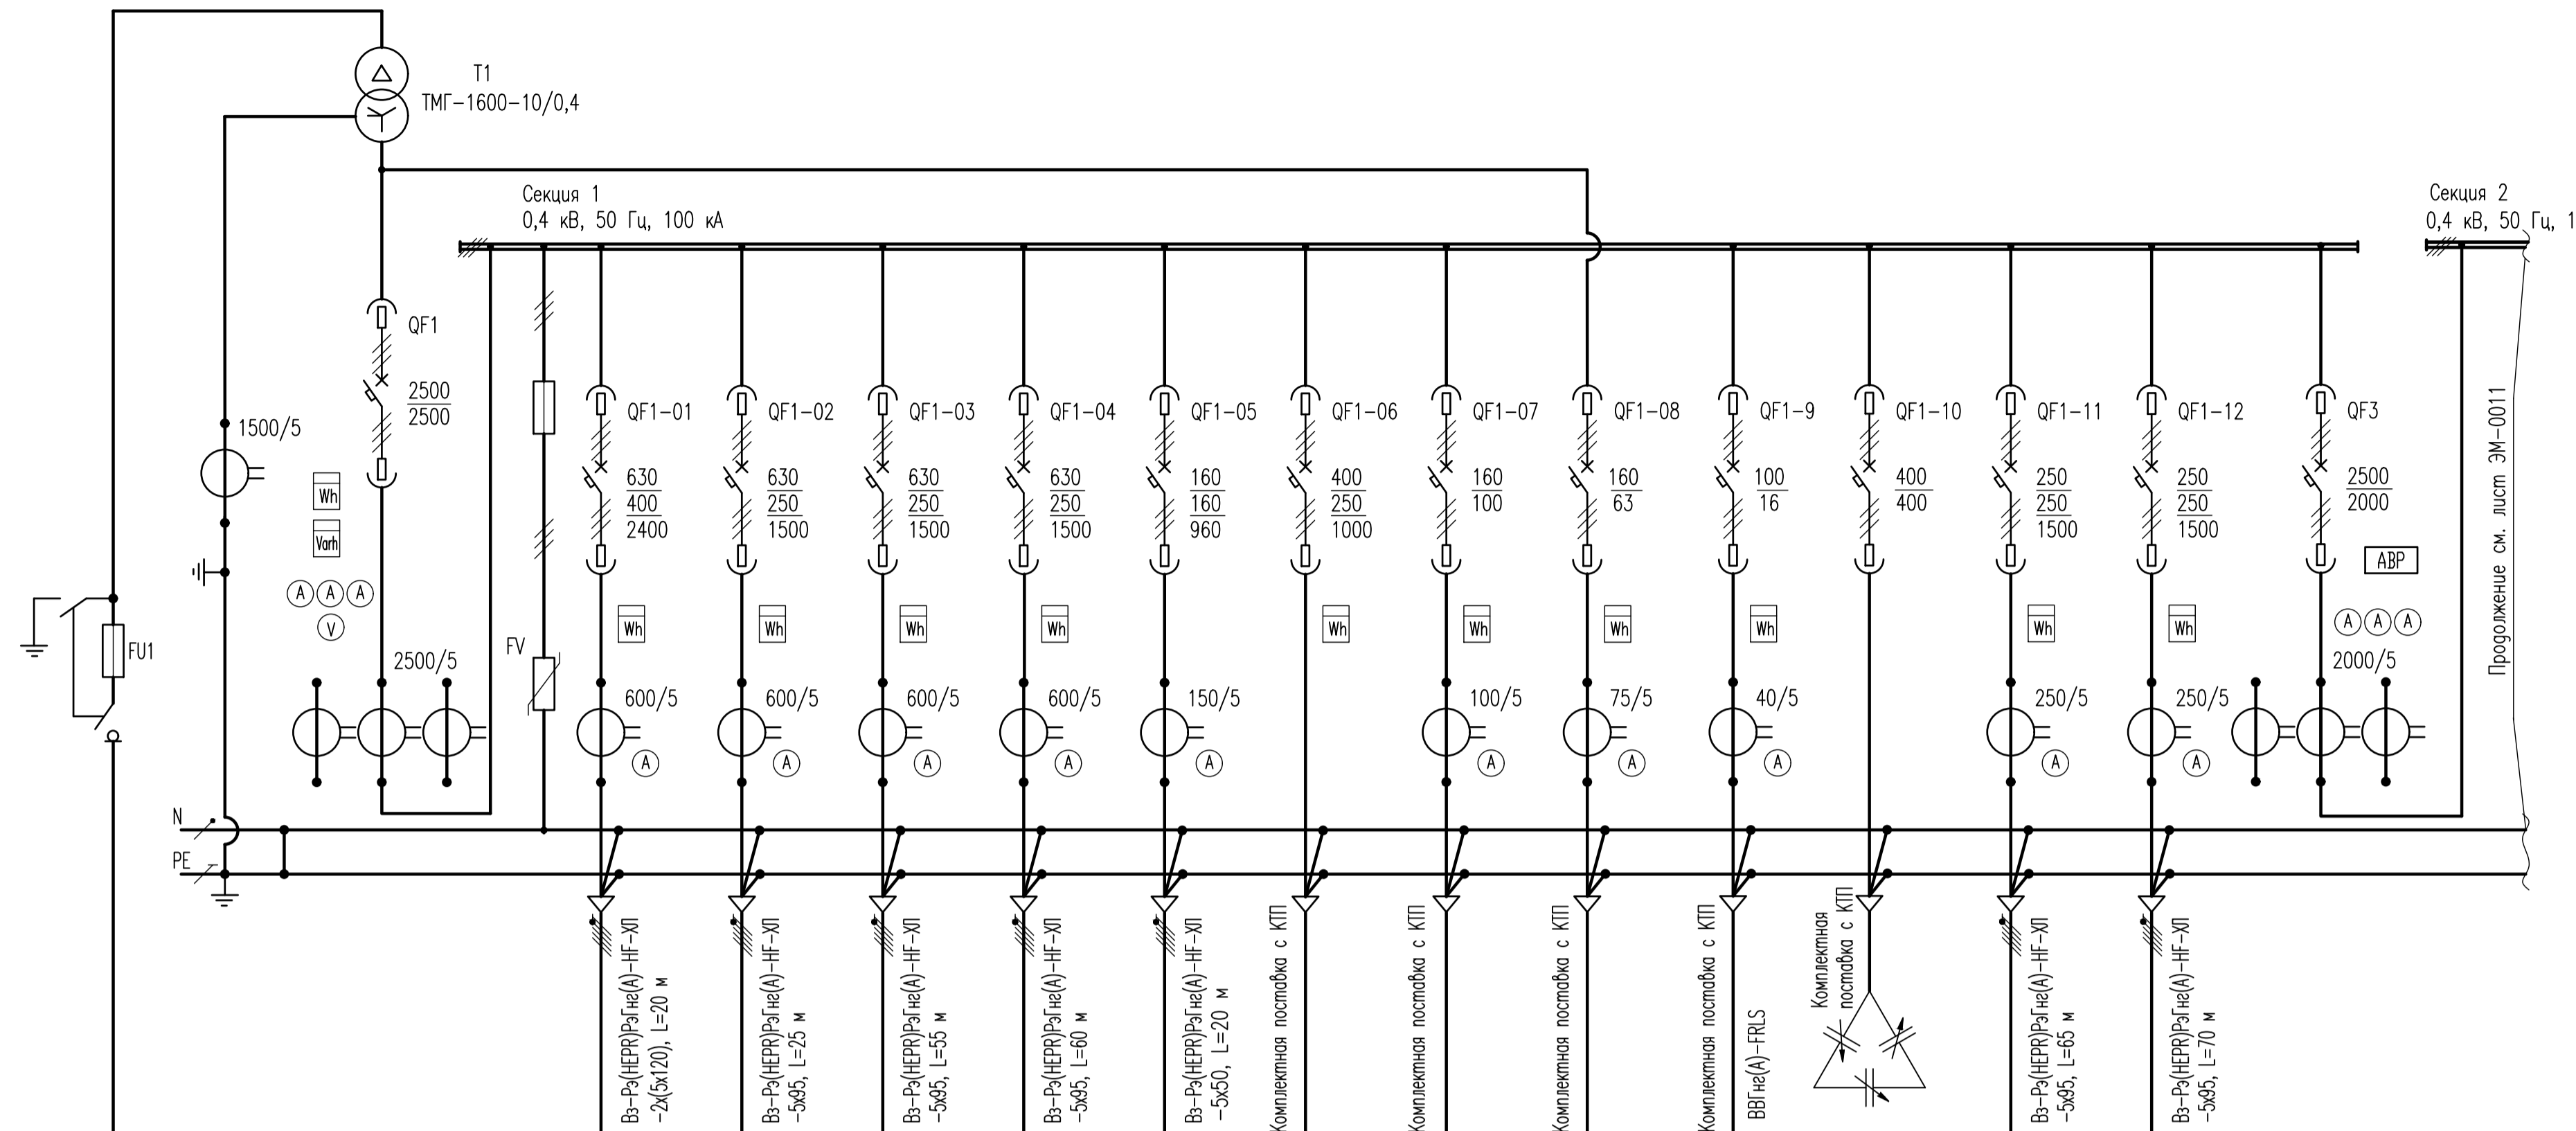 T1
ТМГ-1600-10/0,4
Секция 1
0,4 кВ, 50 Гц, 100 кА
Секция 2
0,4 кВ, 50 Гц, 1
QF1
2500
2500
1500/5
Wh
Varh
A A A
V
2500/5
FU1
FV
QF1-01
630
400
2400
Wh
600/5
A
QF1-02
630
250
1500
Wh
600/5
A
QF1-03
630
250
1500
Wh
600/5
A
QF1-04
630
250
1500
Wh
600/5
A
QF1-05
160
160
960
150/5
A
QF1-06
400
250
1000
Wh
QF1-07
160
100
Wh
100/5
A
QF1-08
160
63
Wh
75/5
A
QF1-9
100
16
Wh
40/5
A
QF1-10
400
400
QF1-11
250
250
1500
Wh
250/5
A
QF1-12
250
250
1500
Wh
250/5
A
QF3
2500
2000
АВР
A A A
2000/5
Продолжение см. лист ЭМ-0011
N
PE
Вз-Рэ(HEPR)РэГнг(А)-HF-ХЛ
-2х(5х120), L=20 м
Вз-Рэ(HEPR)РэГнг(А)-HF-ХЛ
-5х95, L=25 м
Вз-Рэ(HEPR)РэГнг(А)-HF-ХЛ
-5х95, L=55 м
Вз-Рэ(HEPR)РэГнг(А)-HF-ХЛ
-5х95, L=60 м
Вз-Рэ(HEPR)РэГнг(А)-HF-ХЛ
-5х50, L=20 м
Комплектная поставка с КТП
Комплектная поставка с КТП
Комплектная поставка с КТП
Комплектная поставка с КТП
ВВГнг(А)-FRLS
Комплектная
поставка с КТП
Вз-Рэ(HEPR)РэГнг(А)-HF-ХЛ
-5х95, L=65 м
Вз-Рэ(HEPR)РэГнг(А)-HF-ХЛ
-5х95, L=70 м